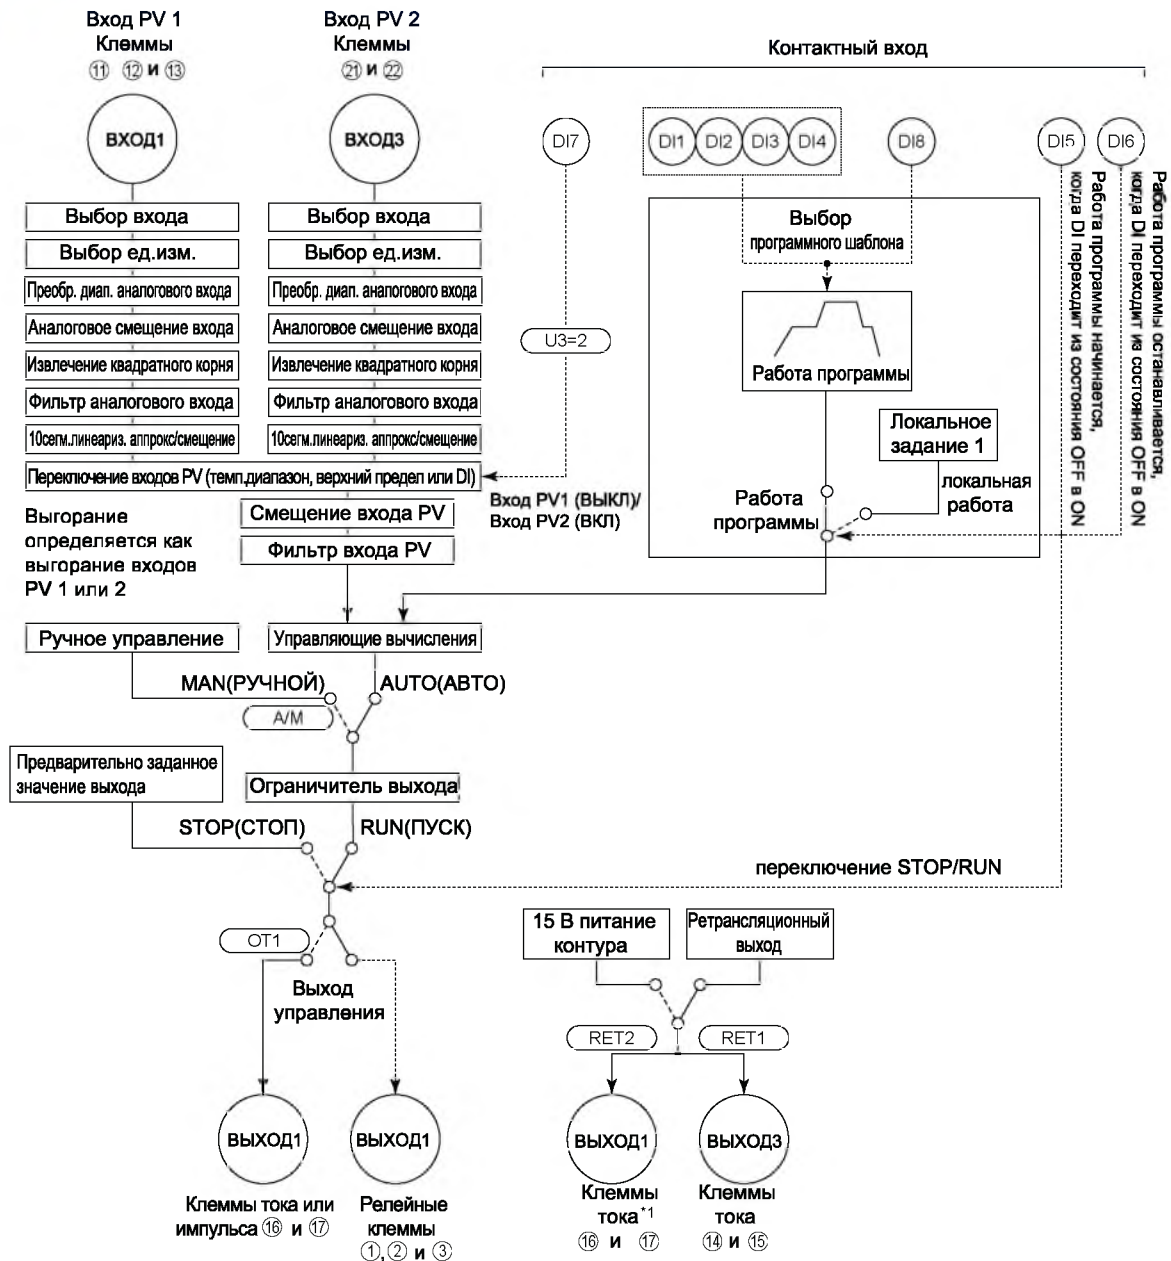 Вход PV 1
Клеммы
⑪ ⑫ и ⑬
ВХОД1
Выбор входа
Выбор ед.изм.
Преобр. диап. аналогового входа
Аналоговое смещение входа
Извлечение квадратного корня
Фильтр аналогового входа
10сегм.линеариз. аппрокс/смещение
Вход PV 2
Клеммы
㉑ и ㉒
ВХОД3
Выбор входа
Выбор ед.изм.
Преобр. диап. аналогового входа
Аналоговое смещение входа
Извлечение квадратного корня
Фильтр аналогового входа
10сегм.линеариз. аппрокс/смещение
Переключение входов PV (темп.диапазон, верхний предел или DI)
Контактный вход
DI7
DI1
DI2
DI3
DI4
DI8
DI5
DI6
U3=2
Вход PV1 (ВЫКЛ)/
Вход PV2 (ВКЛ)
Выбор
программного шаблона
Работа программы
Локальное
задание 1
локальная
работа
Работа
программы
Работа программы начинается,
когда DI переходит из состояния OFF в ON
Работа программы останавливается,
когда DI переходит из состояния OFF в ON
Выгорание
определяется как
выгорание входов
PV 1 или 2
Смещение входа PV
Фильтр входа PV
Ручное управление
Управляющие вычисления
MAN(РУЧНОЙ)
AUTO(АВТО)
A/M
Предварительно заданное
значение выхода
Ограничитель выхода
STOP(СТОП)
RUN(ПУСК)
переключение STOP/RUN
OT1
Выход
управления
15 В питание
контура
Ретрансляционный
выход
RET2
RET1
ВЫХОД1
Клеммы тока или
импульса ⑯ и ⑰
ВЫХОД1
Релейные
клеммы
①,② и ③
ВЫХОД1
Клеммы
тока*1
⑯ и ⑰
ВЫХОД3
Клеммы
тока
⑭ и ⑮